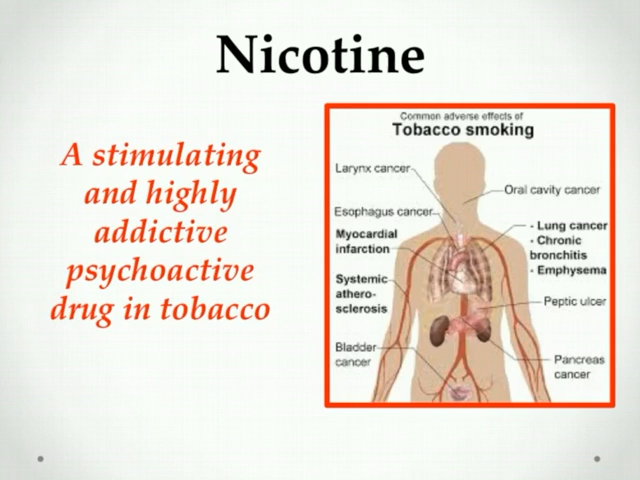 Nicotine
A stimulating
and highly
addictive
psychoactive
drug in tobacco
Common adverse effects of
Tobacco smoking
Larynx cancer
Oral cavity cancer
Esophagus cancer
- Lung cancer
- Chronic
bronchitis
- Emphysema
Myocardial
infarction
Systemic
athero-
sclerosis
Peptic ulcer
Bladder
cancer
Pancreas
cancer